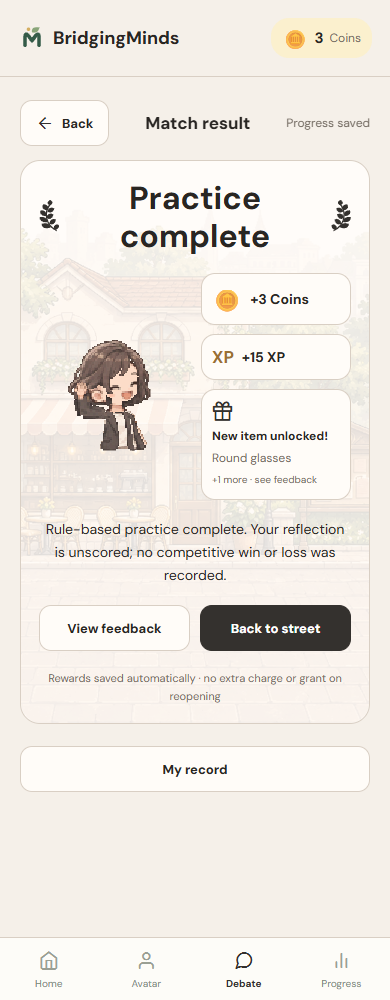 BridgingMinds
3 Coins
Back
Match result
Progress saved
Practice
complete
+3 Coins
XP +15 XP
New item unlocked!
Round glasses
+1 more · see feedback
Rule-based practice complete. Your reflection
is unscored; no competitive win or loss was
recorded.
View feedback
Back to street
Rewards saved automatically · no extra charge or grant on
reopening
My record
Home
Avatar
Debate
Progress